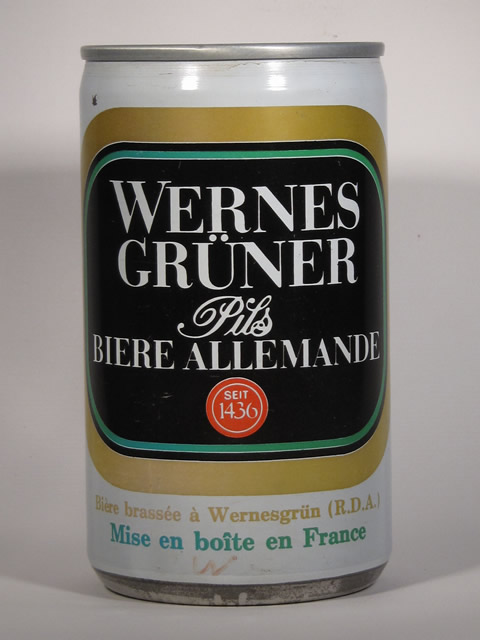 WERNES
GRÜNER
Pils
BIERE ALLEMANDE
SEIT
1436
Bière brassée à Wernesgrün (R.D.A.)
Mise en boîte en France